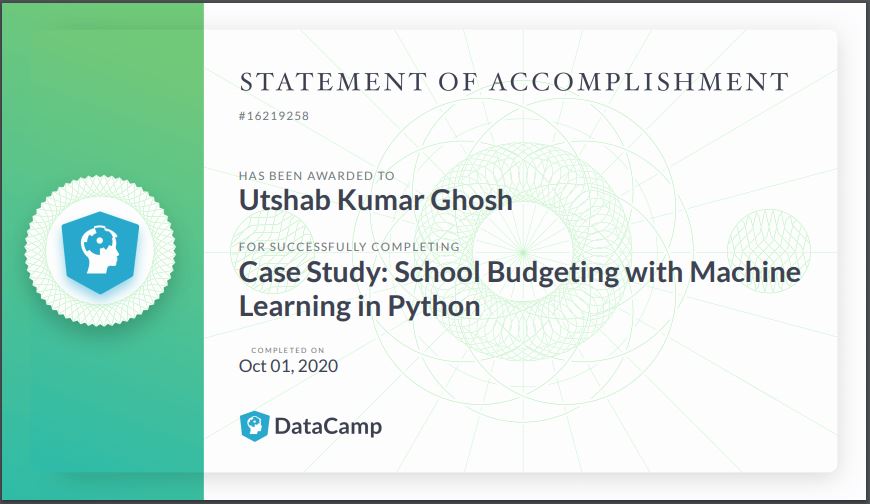 STATEMENT OF ACCOMPLISHMENT
#16219258
HAS BEEN AWARDED TO
Utshab Kumar Ghosh
FOR SUCCESSFULLY COMPLETING
Case Study: School Budgeting with Machine
Learning in Python
COMPLETED ON
Oct 01, 2020
DataCamp